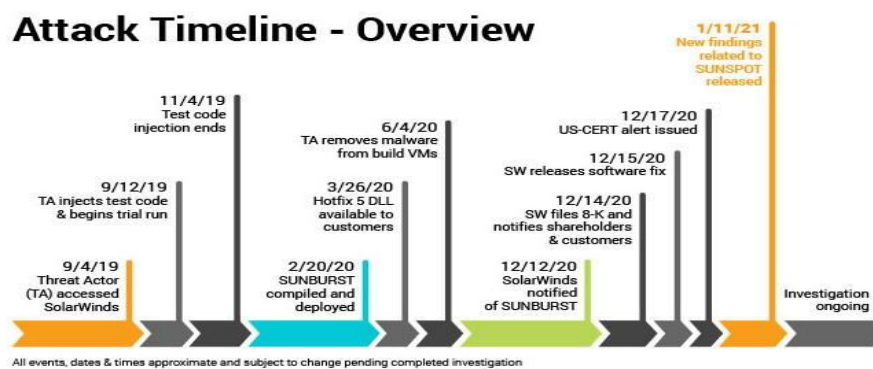 Attack Timeline - Overview
9/4/19
Threat Actor
(TA) accessed
SolarWinds
9/12/19
TA injects test code
& begins trial run
11/4/19
Test code
injection ends
2/20/20
SUNBURST
compiled and
deployed
3/26/20
Hotfix 5 DLL
available to
customers
6/4/20
TA removes malware
from build VMs
12/12/20
SolarWinds
notified
of SUNBURST
12/14/20
SW files 8-K and
notifies shareholders
& customers
12/15/20
SW releases software fix
12/17/20
US-CERT alert issued
1/11/21
New findings
related to
SUNSPOT
released
Investigation
ongoing
All events, dates & times approximate and subject to change pending completed investigation